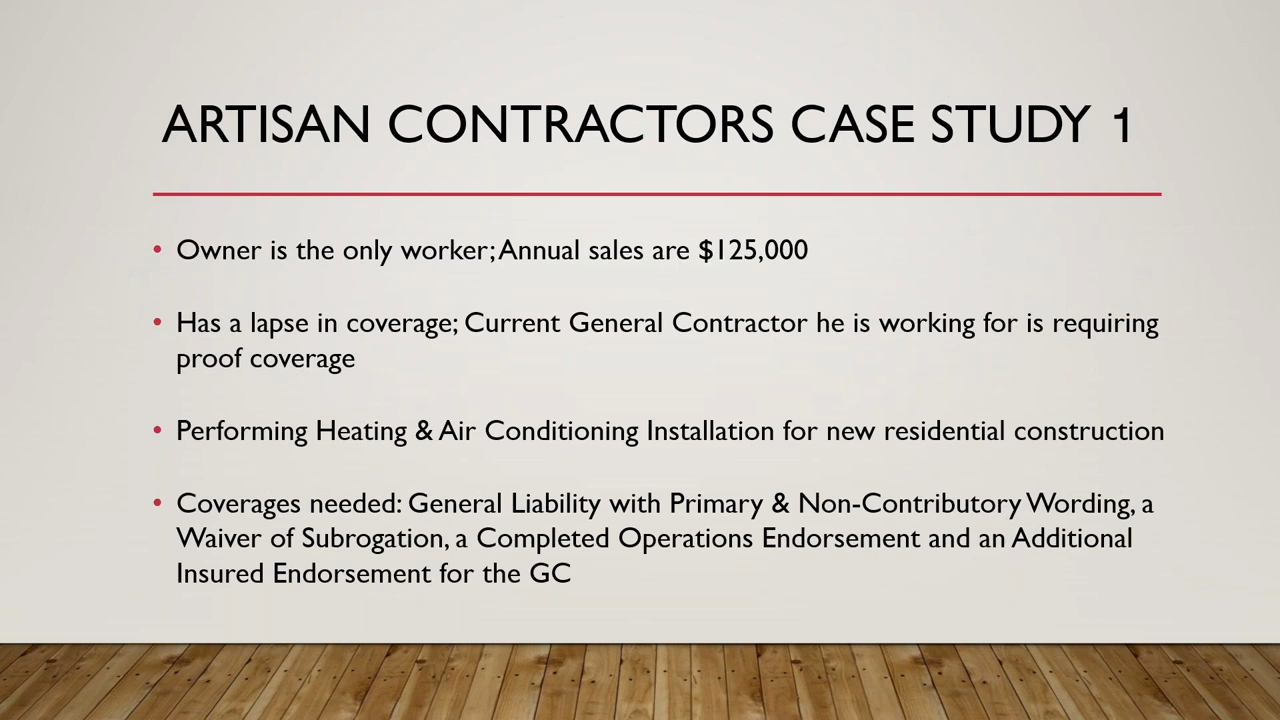 ARTISAN CONTRACTORS CASE STUDY 1
• Owner is the only worker; Annual sales are $125,000
• Has a lapse in coverage; Current General Contractor he is working for is requiring
proof coverage
• Performing Heating & Air Conditioning Installation for new residential construction
• Coverages needed: General Liability with Primary & Non-Contributory Wording, a
Waiver of Subrogation, a Completed Operations Endorsement and an Additional
Insured Endorsement for the GC